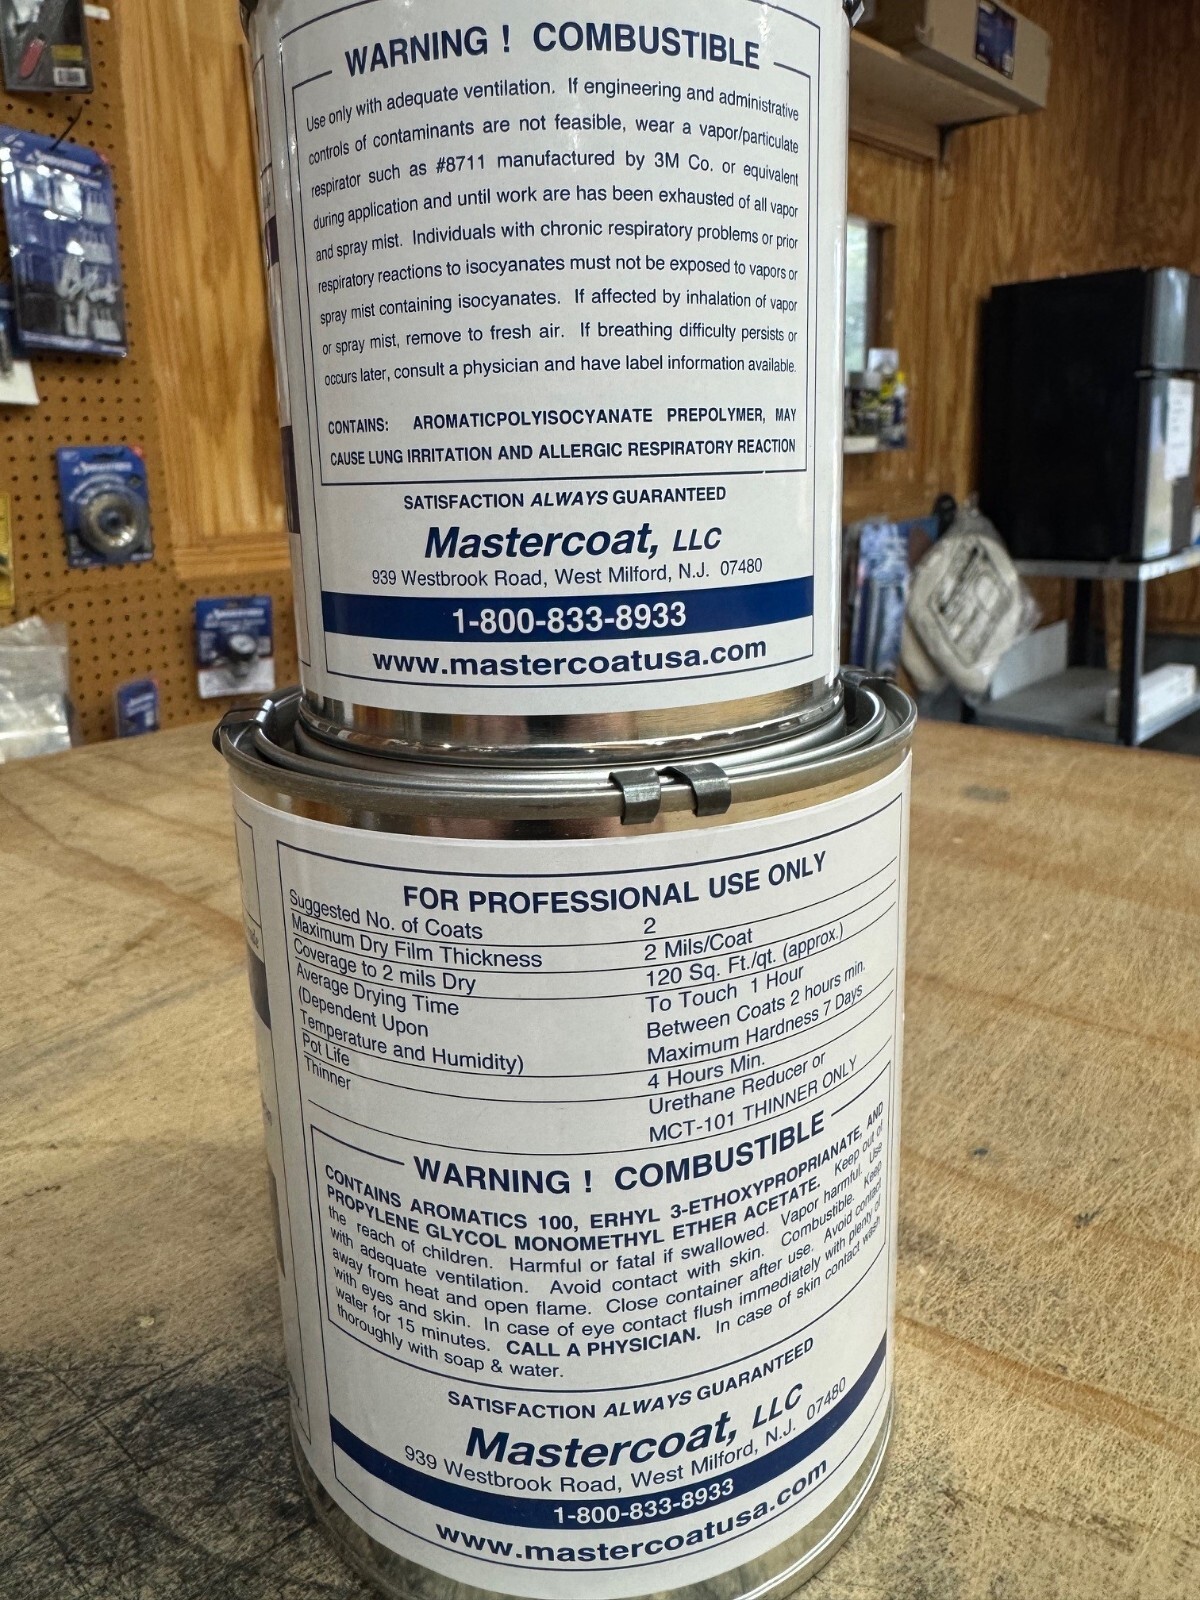 WARNING ! COMBUSTIBLE
Use only with adequate ventilation. If engineering and administrative
controls of contaminants are not feasible, wear a vapor/particulate
respirator such as #8711 manufactured by 3M Co. or equivalent
during application and until work are has been exhausted of all vapor
and spray mist. Individuals with chronic respiratory problems or prior
respiratory reactions to isocyanates must not be exposed to vapors or
spray mist containing isocyanates. If affected by inhalation of vapor
or spray mist, remove to fresh air. If breathing difficulty persists or
occurs later, consult a physician and have label information available.
CONTAINS: AROMATICPOLYISOCYANATE PREPOLYMER, MAY
CAUSE LUNG IRRITATION AND ALLERGIC RESPIRATORY REACTION
SATISFACTION ALWAYS GUARANTEED
Mastercoat, LLC
939 Westbrook Road, West Milford, N.J. 07480
1-800-833-8933
www.mastercoatusa.com
FOR PROFESSIONAL USE ONLY
Suggested No. of Coats 2
Maximum Dry Film Thickness 2 Mils/Coat
Coverage to 2 mils Dry 120 Sq. Ft./qt. (approx.)
Average Drying Time To Touch 1 Hour
(Dependent Upon Between Coats 2 hours min.
Temperature and Humidity) Maximum Hardness 7 Days
Pot Life 4 Hours Min.
Thinner Urethane Reducer or
MCT-101 THINNER ONLY
WARNING ! COMBUSTIBLE
CONTAINS AROMATICS 100, ERHYL 3-ETHOXYPROPRIANATE, AND
PROPYLENE GLYCOL MONOMETHYL ETHER ACETATE. Keep out of
the reach of children. Harmful or fatal if swallowed. Vapor harmful. Use
with adequate ventilation. Avoid contact with skin. Combustible. Keep
away from heat and open flame. Close container after use. Avoid contact
with eyes and skin. In case of eye contact flush immediately with plenty of
water for 15 minutes. CALL A PHYSICIAN. In case of skin contact wash
thoroughly with soap & water.
SATISFACTION ALWAYS GUARANTEED
Mastercoat, LLC
939 Westbrook Road, West Milford, N.J. 07480
1-800-833-8933
www.mastercoatusa.com